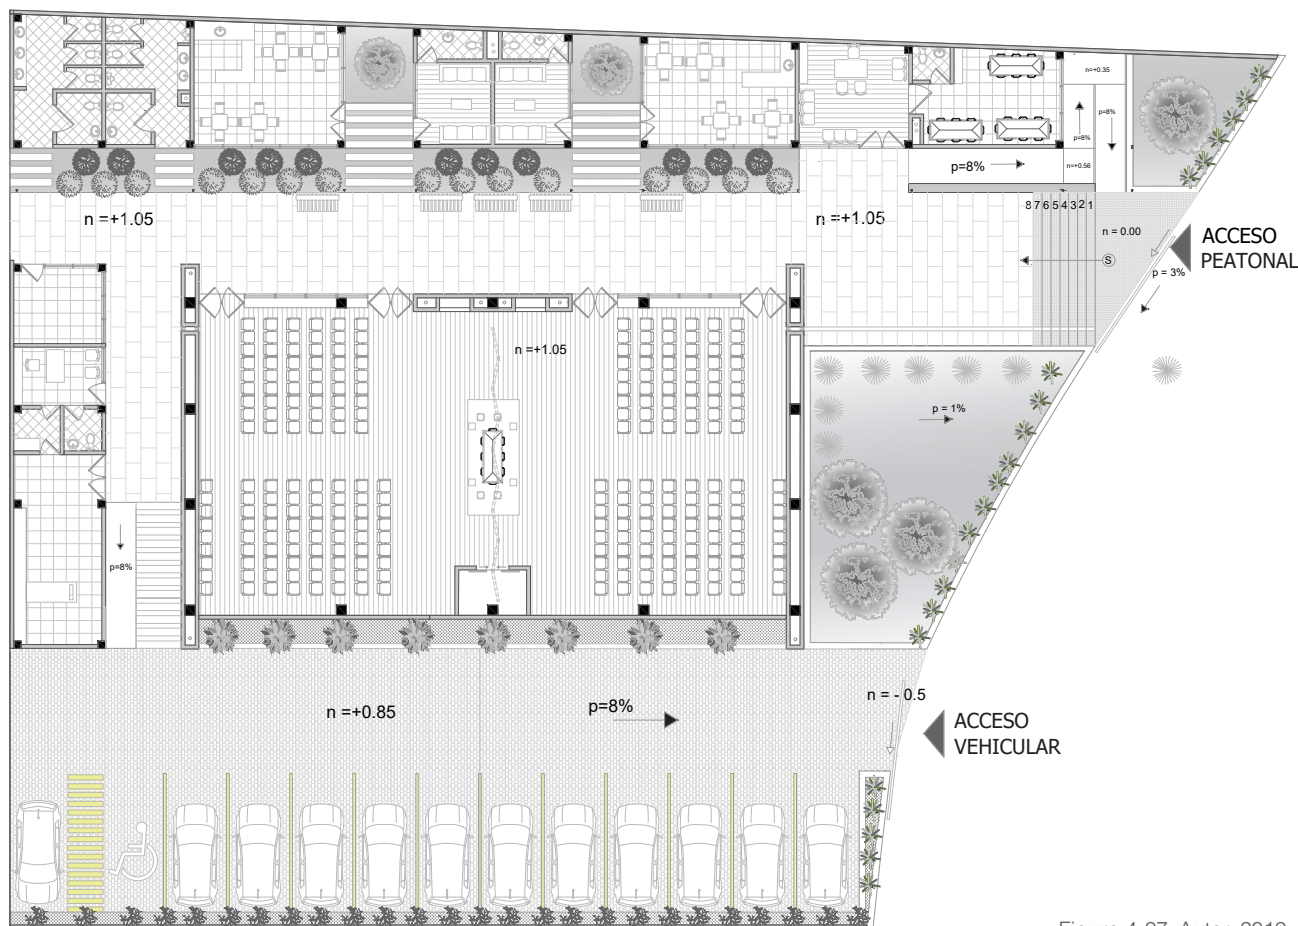 n=+0.35
p=8%
p=8%
p=8%
n=+0.56
n =+1.05
n =+1.05
8 7 6 5 4 3 2 1
n = 0.00
ACCESO
PEATONAL
S
p = 3%
n =+1.05
p = 1%
p=8%
n = - 0.5
n =+0.85
p=8%
ACCESO
VEHICULAR